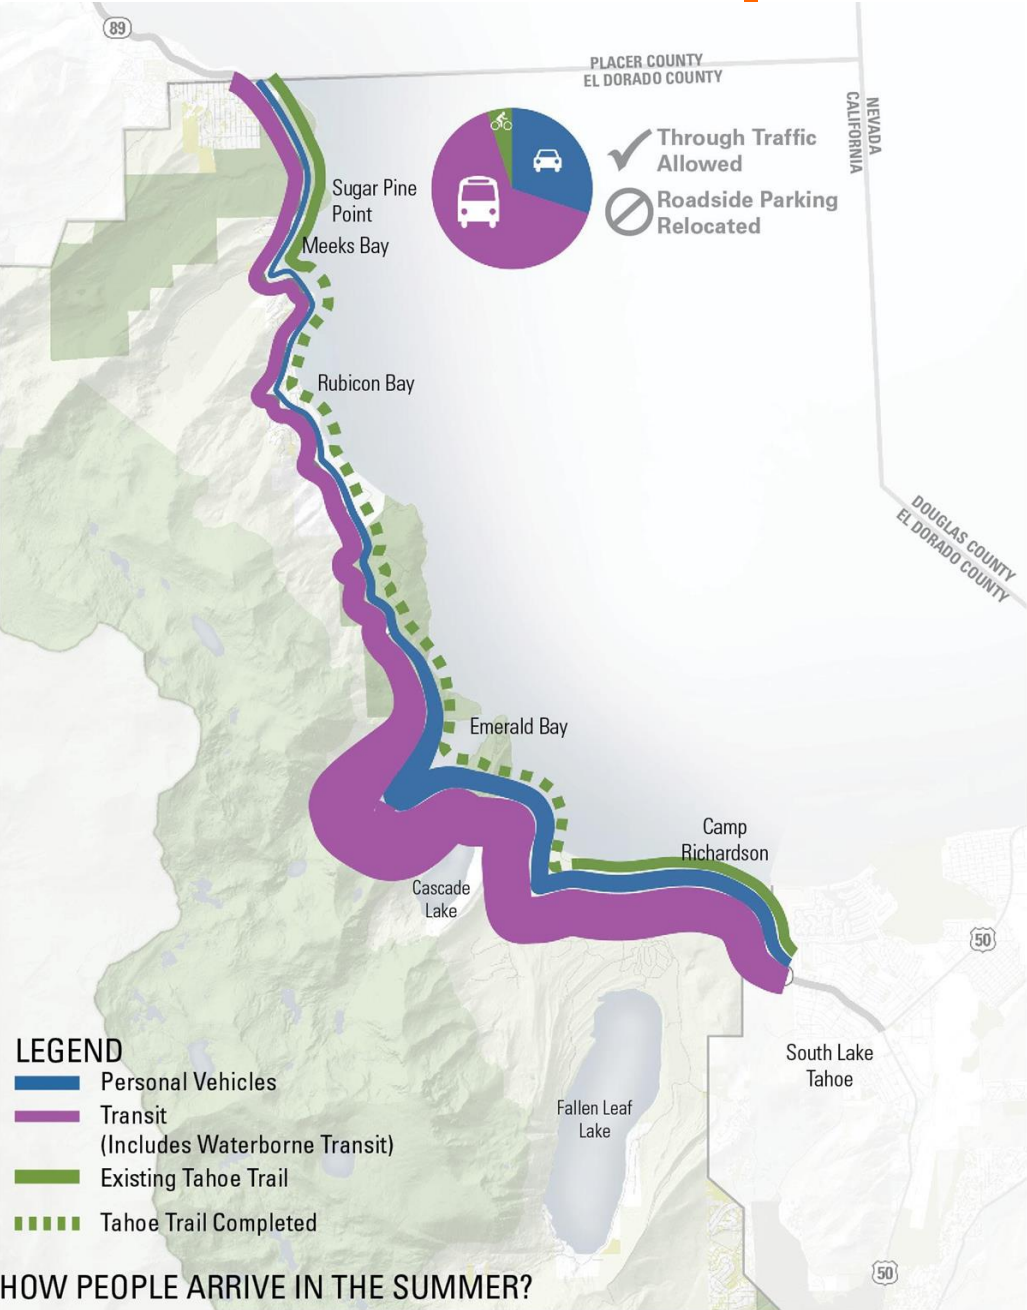 89
PLACER COUNTY
EL DORADO COUNTY
NEVADA
CALIFORNIA
Through Traffic
Allowed
Roadside Parking
Relocated
Sugar Pine
Point
Meeks Bay
Rubicon Bay
DOUGLAS COUNTY
EL DORADO COUNTY
Emerald Bay
Camp
Richardson
Cascade
Lake
50
South Lake
Tahoe
Fallen Leaf
Lake
LEGEND
Personal Vehicles
Transit
(Includes Waterborne Transit)
Existing Tahoe Trail
Tahoe Trail Completed
50
HOW PEOPLE ARRIVE IN THE SUMMER?